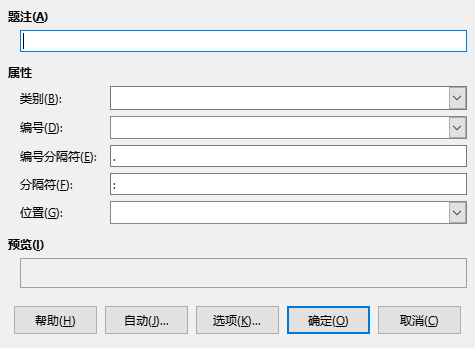 题注(A)
属性
类别(B):
编号(D):
编号分隔符(E): .
分隔符(F): :
位置(G):
预览(I)
帮助(H) 自动(J)... 选项(K)... 确定(O) 取消(C)